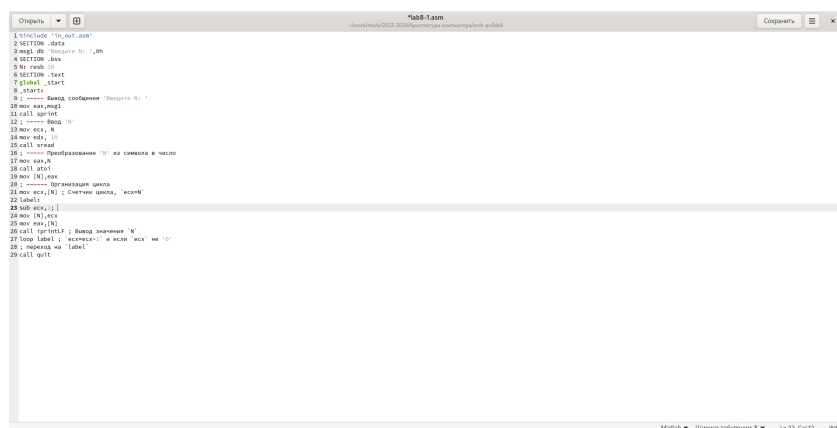 Открыть
*lab8-1.asm
~/work/study/2023-2024/Архитектура компьютера/arch-pc/lab8
Сохранить
1 %include 'in_out.asm'
2 SECTION .data
3 msg1 db 'Введите N: ',0h
4 SECTION .bss
5 N: resb 10
6 SECTION .text
7 global _start
8 _start:
9 ; ----- Вывод сообщения 'Введите N: '
10 mov eax,msg1
11 call sprint
12 ; ----- Ввод 'N'
13 mov ecx, N
14 mov edx, 10
15 call sread
16 ; ----- Преобразование 'N' из символа в число
17 mov eax,N
18 call atoi
19 mov [N],eax
20 ; ------ Организация цикла
21 mov ecx,[N] ; Счетчик цикла, `ecx=N`
22 label:
23 sub ecx,1;
24 mov [N],ecx
25 mov eax,[N]
26 call iprintLF ; Вывод значения `N`
27 loop label ; `ecx=ecx-1` и если `ecx` не '0'
28 ; переход на `label`
29 call quit
Matlab Ширина табуляции: 8